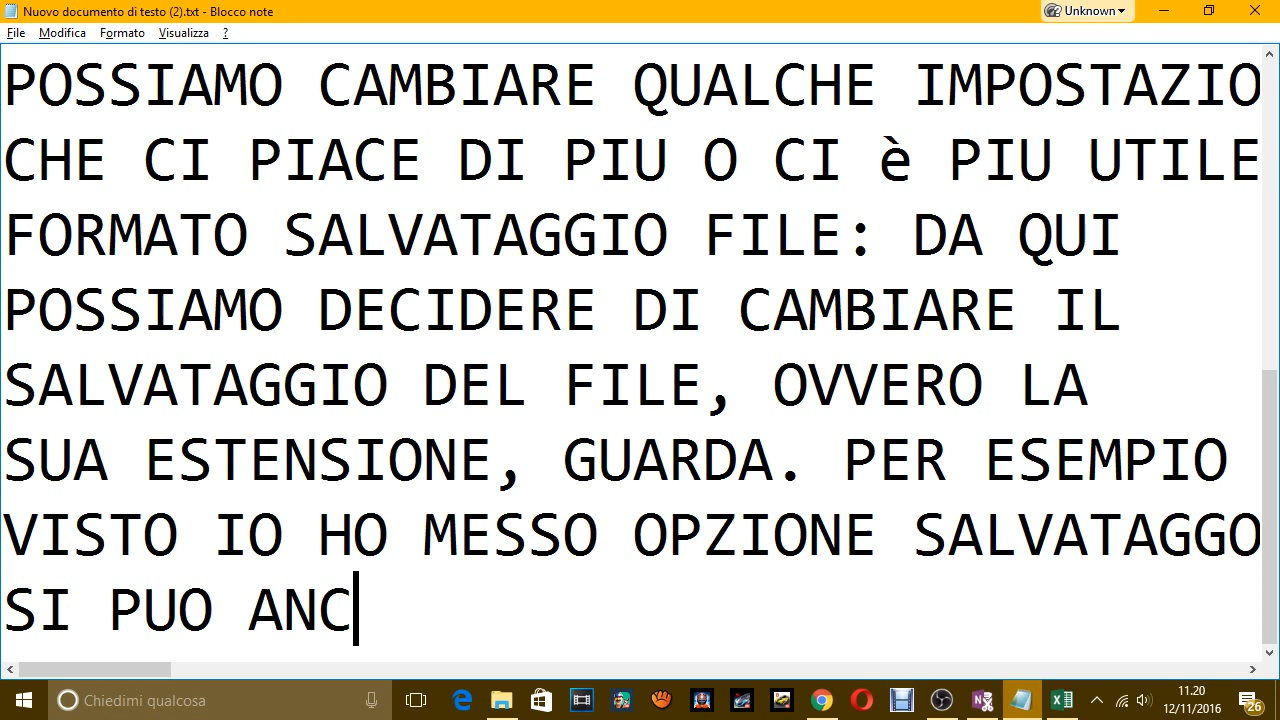 Nuovo documento di testo (2).txt - Blocco note
Unknown
File Modifica Formato Visualizza ?
POSSIAMO CAMBIARE QUALCHE IMPOSTAZIO
CHE CI PIACE DI PIU O CI è PIU UTILE
FORMATO SALVATAGGIO FILE: DA QUI
POSSIAMO DECIDERE DI CAMBIARE IL
SALVATAGGIO DEL FILE, OVVERO LA
SUA ESTENSIONE, GUARDA. PER ESEMPIO
VISTO IO HO MESSO OPZIONE SALVATAGGO
SI PUO ANC
Chiedimi qualcosa
11.20
12/11/2016
26